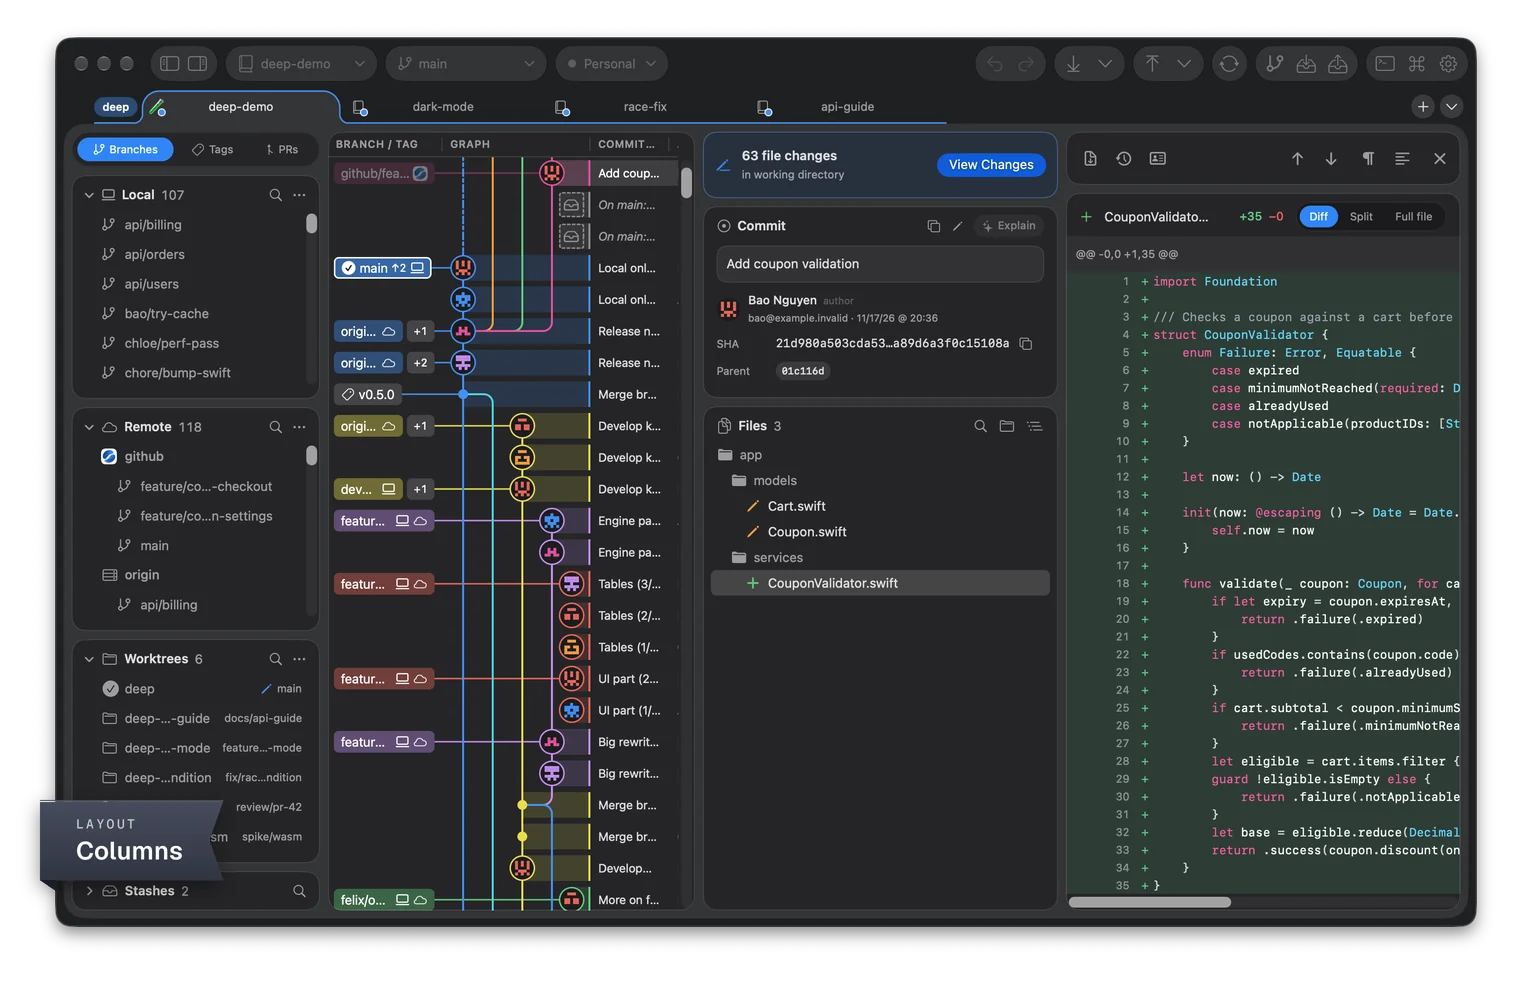 deep-demo
main
Personal
deep
deep-demo
dark-mode
race-fix
api-guide
Branches
Tags
PRs
Local 107
api/billing
api/orders
api/users
bao/try-cache
chloe/perf-pass
chore/bump-swift
Remote 118
github
feature/co...-checkout
feature/co...n-settings
main
origin
api/billing
Worktrees 6
deep main
deep-...-guide docs/api-guide
deep-...-mode feature...-mode
deep-...ndition fix/rac...ndition
review/pr-42
sm spike/wasm
LAYOUT
Columns
Stashes 2
BRANCH / TAG GRAPH COMMIT...
github/fea... Add coup...
On main:...
On main:...
main ↑2 Local onl...
Local onl...
origi... +1 Release n...
origi... +2 Release n...
v0.5.0 Merge br...
origi... +1 Develop k...
Develop k...
dev... +1 Develop k...
featur... Engine pa...
Engine pa...
featur... Tables (3/...
Tables (2/...
Tables (1/...
featur... UI part (2...
UI part (1/...
featur... Big rewrit...
Big rewrit...
Merge br...
Merge br...
Develop...
felix/o... More on f...
63 file changes
in working directory
View Changes
Commit
Explain
Add coupon validation
Bao Nguyen author
bao@example.invalid · 11/17/26 @ 20:36
SHA 21d980a503cda53…a89d6a3f0c15108a
Parent 01c116d
Files 3
app
models
Cart.swift
Coupon.swift
services
CouponValidator.swift
CouponValidato... +35 −0 Diff Split Full file
@@ -0,0 +1,35 @@
1 + import Foundation
2 +
3 + /// Checks a coupon against a cart before
4 + struct CouponValidator {
5 + enum Failure: Error, Equatable {
6 + case expired
7 + case minimumNotReached(required: D
8 + case alreadyUsed
9 + case notApplicable(productIDs: [St
10 + }
11 +
12 + let now: () -> Date
13 +
14 + init(now: @escaping () -> Date = Date.
15 + self.now = now
16 + }
17 +
18 + func validate(_ coupon: Coupon, for ca
19 + if let expiry = coupon.expiresAt,
20 + return .failure(.expired)
21 + }
22 + if usedCodes.contains(coupon.code)
23 + return .failure(.alreadyUsed)
24 + }
25 + if cart.subtotal < coupon.minimumS
26 + return .failure(.minimumNotRea
27 + }
28 + let eligible = cart.items.filter {
29 + guard !eligible.isEmpty else {
30 + return .failure(.notApplicable
31 + }
32 + let base = eligible.reduce(Decimal
33 + return .success(coupon.discount(on
34 + }
35 + }